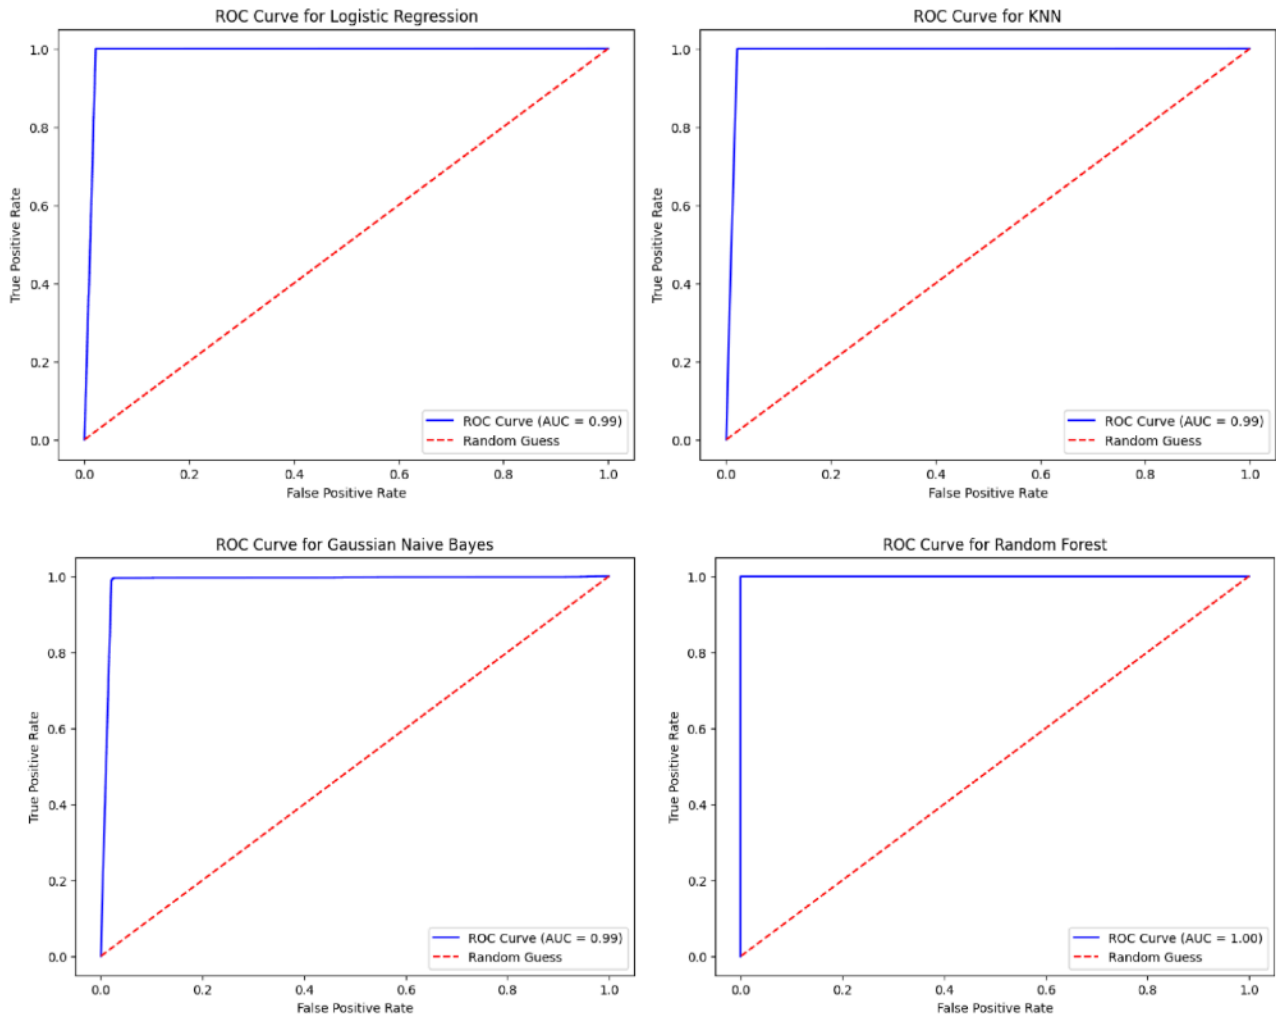 ROC Curve for Logistic Regression
True Positive Rate
1.0
0.8
0.6
0.4
0.2
0.0
ROC Curve (AUC = 0.99)
Random Guess
0.0 0.2 0.4 0.6 0.8 1.0
False Positive Rate
ROC Curve for KNN
True Positive Rate
1.0
0.8
0.6
0.4
0.2
0.0
ROC Curve (AUC = 0.99)
Random Guess
0.0 0.2 0.4 0.6 0.8 1.0
False Positive Rate
ROC Curve for Gaussian Naive Bayes
True Positive Rate
1.0
0.8
0.6
0.4
0.2
0.0
ROC Curve (AUC = 0.99)
Random Guess
0.0 0.2 0.4 0.6 0.8 1.0
False Positive Rate
ROC Curve for Random Forest
True Positive Rate
1.0
0.8
0.6
0.4
0.2
0.0
ROC Curve (AUC = 1.00)
Random Guess
0.0 0.2 0.4 0.6 0.8 1.0
False Positive Rate